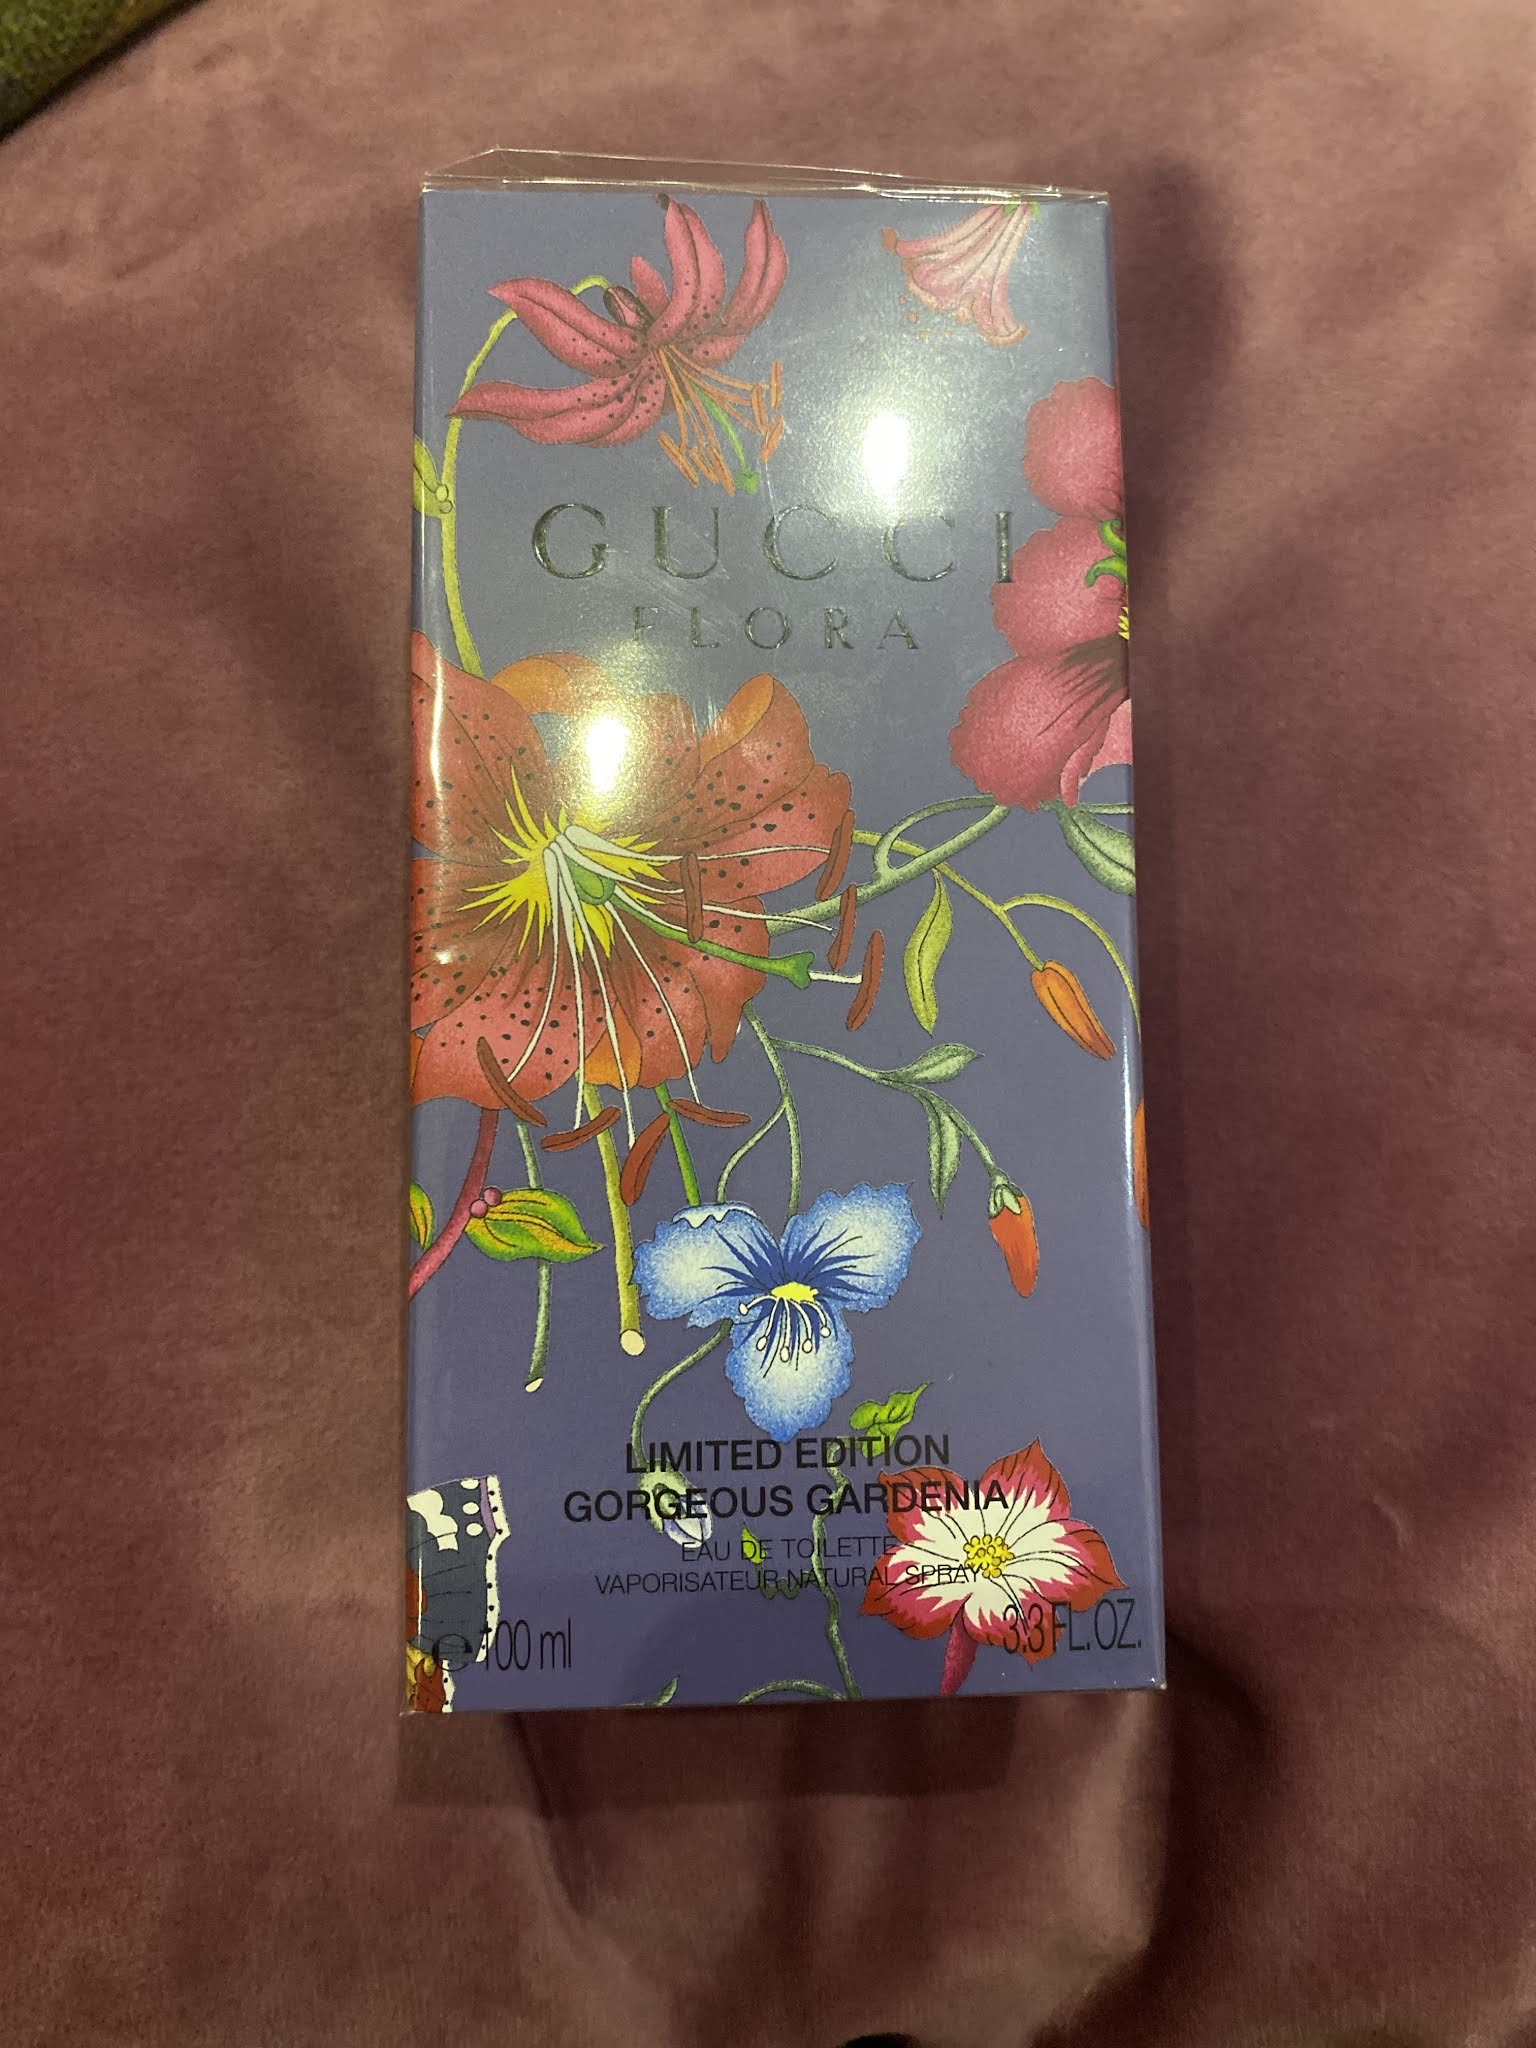 GUCCI
FLORA
LIMITED EDITION
GORGEOUS GARDENIA
EAU DE TOILETTE
VAPORISATEUR NATURAL SPRAY
℮ 100 ml 3.3 FL. OZ.